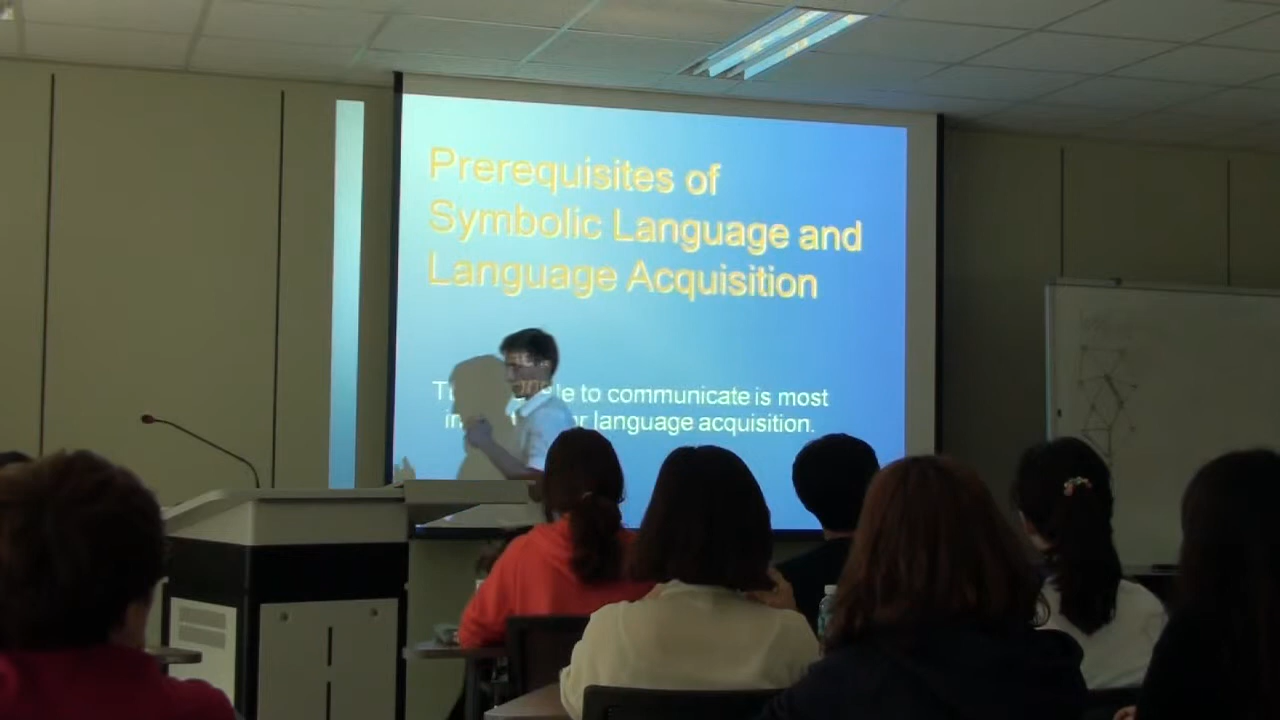 Prerequisites of
Symbolic Language and
Language Acquisition
to communicate is most
language acquisition.